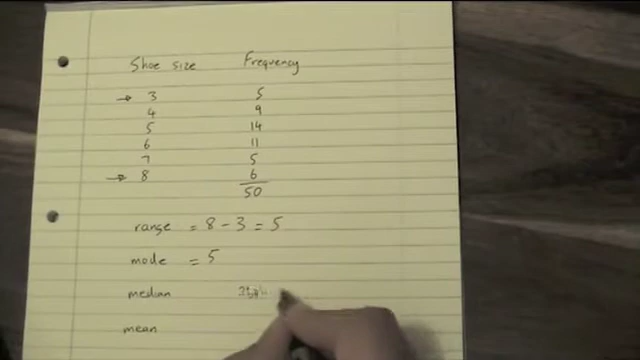 Shoe size Frequency
→ 3 5
4 9
5 14
6 11
7 5
→ 8 6
50
range = 8 - 3 = 5
mode = 5
median
mean